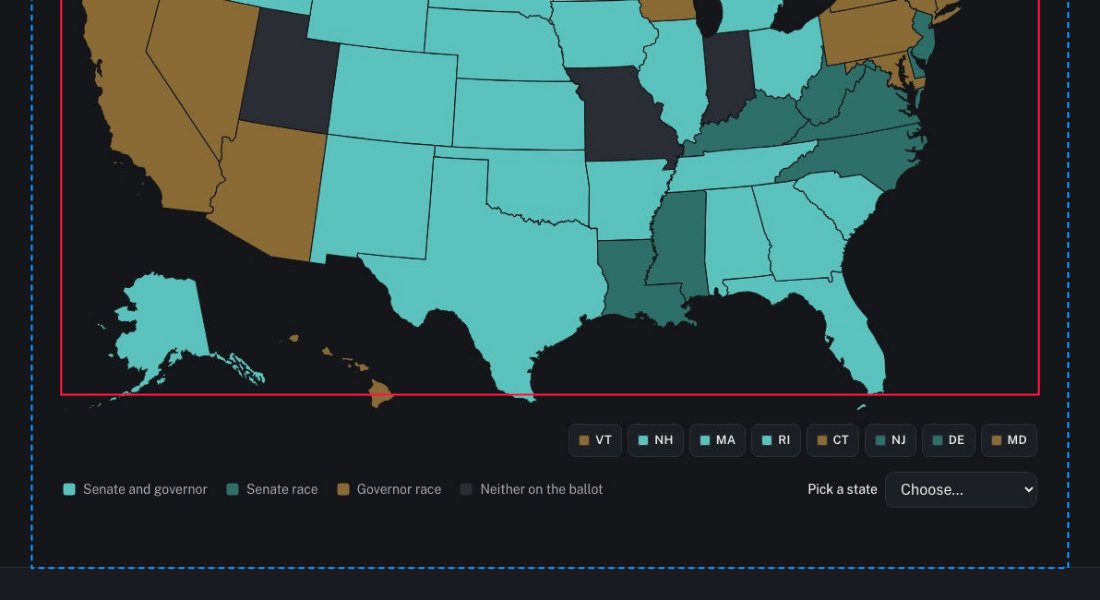 VT NH MA RI CT NJ DE MD
Senate and governor Senate race Governor race Neither on the ballot Pick a state Choose...